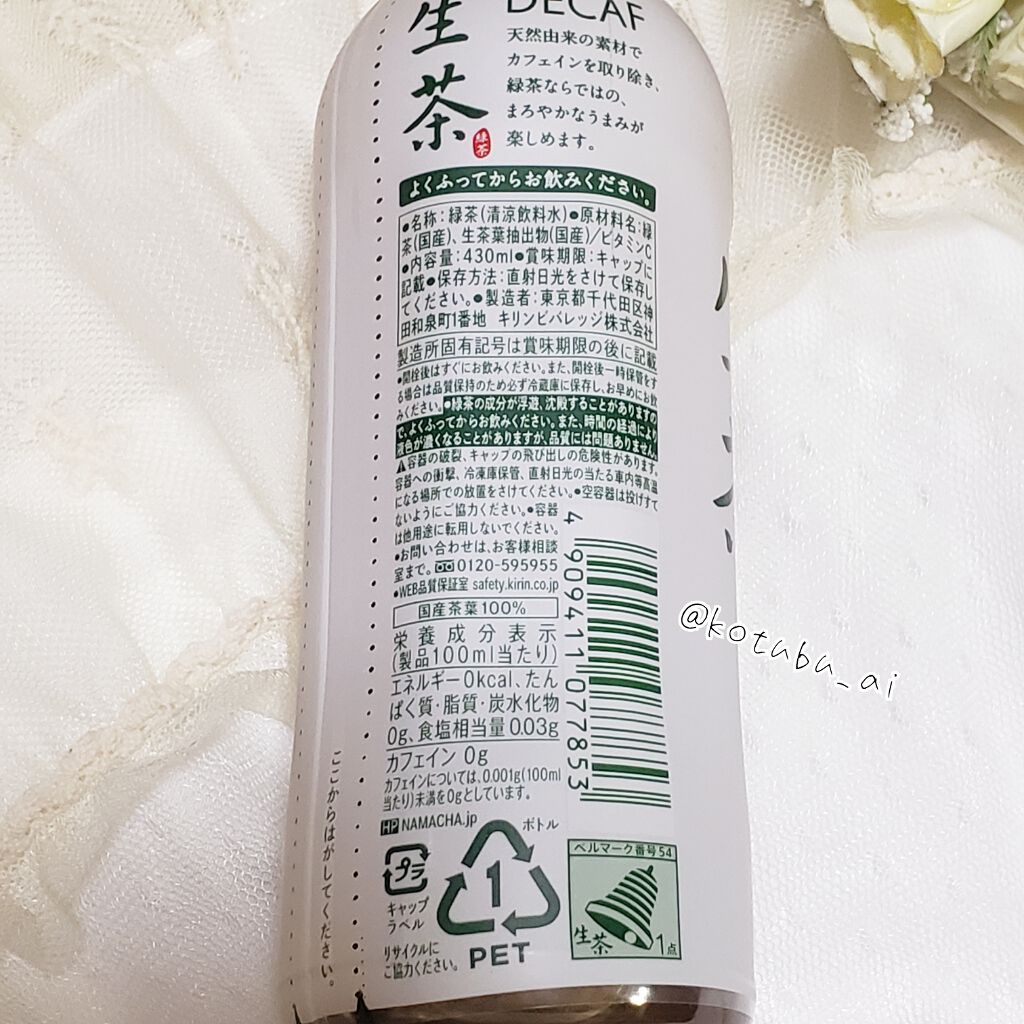 生茶
緑茶
DECAF
天然由来の素材で
カフェインを取り除き、
緑茶ならではの、
まろやかなうまみが
楽しめます。
よくふってからお飲みください。
●名称：緑茶(清涼飲料水)●原材料名：緑
茶(国産)、生茶葉抽出物(国産)／ビタミンC
●内容量：430ml●賞味期限：キャップに
記載●保存方法：直射日光をさけて保存し
てください。●製造者：東京都千代田区神
田和泉町1番地 キリンビバレッジ株式会社
製造所固有記号は賞味期限の後に記載
●開栓後はすぐにお飲みください。また、開栓後一時保管をす
る場合は品質保持のため必ず冷蔵庫に保存し、お早めにお飲
みください。●緑茶の成分が浮遊、沈殿することがありますの
で、よくふってからお飲みください。また、時間の経過により
液色が濃くなることがありますが、品質には問題ありません。
⚠容器の破裂、キャップの飛び出しの危険性があります。
容器への衝撃、冷凍庫保管、直射日光の当たる車内等高温
になる場所での放置をさけてください。●空容器は投げすて
ないようにご協力ください。●容器
は他用途に転用しないでください。
●お問い合わせは、お客様相談
室まで。0120-595955
●WEB品質保証室 safety.kirin.co.jp
国産茶葉100%
栄養成分表示
(製品100ml当たり)
エネルギー0kcal、たん
ぱく質・脂質・炭水化物
0g、食塩相当量0.03g
カフェイン 0g
カフェインについては、0.001g(100ml
当たり)未満を0gとしています。
HP NAMACHA.jp
4 909411 077853
プラ
キャップ
ラベル
リサイクルに
ご協力ください。
ボトル
1
PET
ベルマーク番号54
生茶
1点
ここからはがしてください。
@kotubu_ai